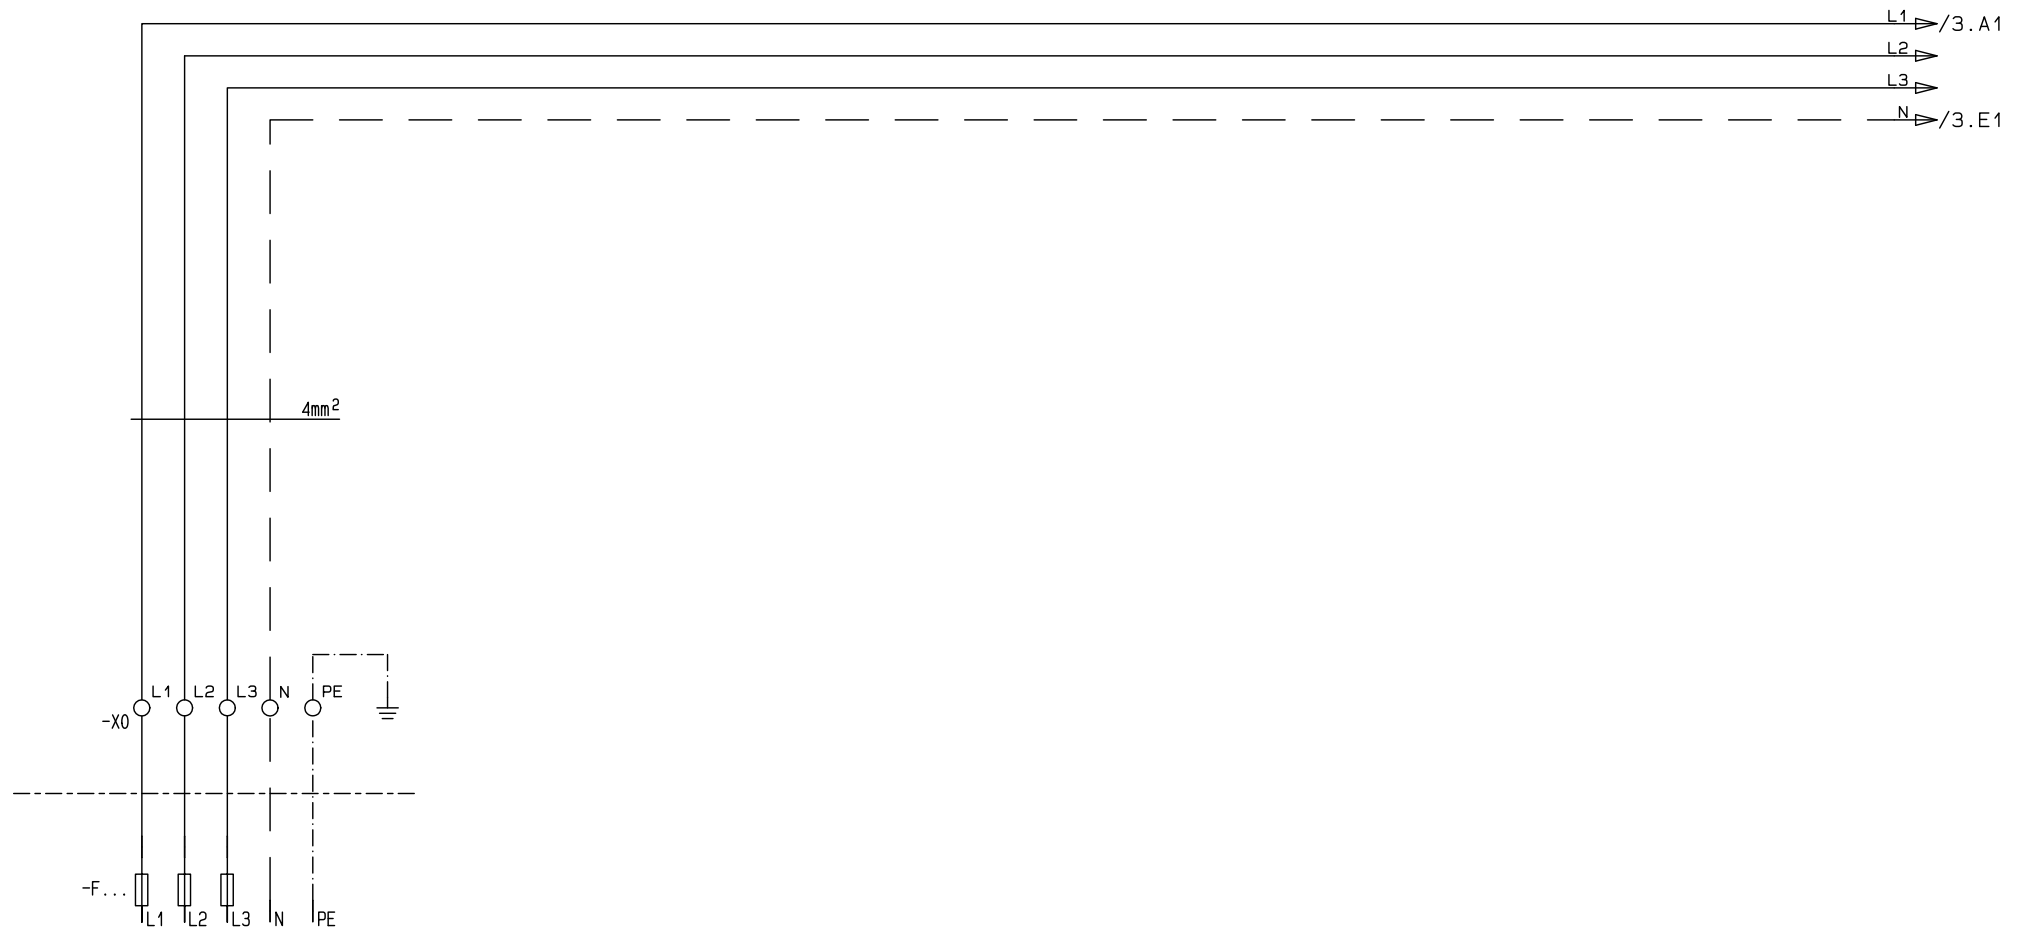 L1 /3.A1
L2
L3
N /3.E1
4mm²
L1 L2 L3 N PE
-X0
-F...
L1 L2 L3 N PE